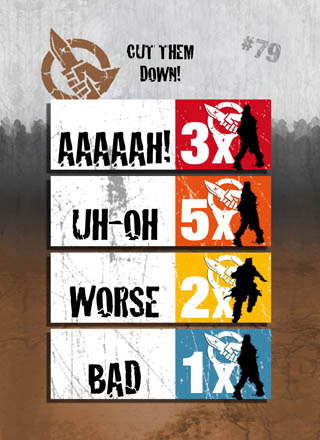 CUT THEM
DOWN!
#79
AAAAAH!
3X
UH-OH
5X
WORSE
2X
BAD
1X